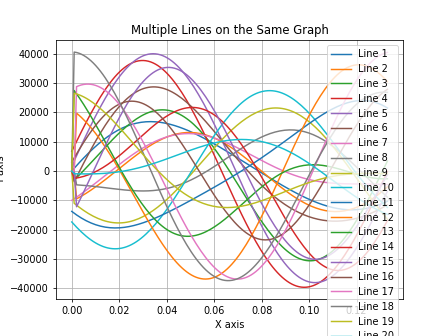 Multiple Lines on the Same Graph
40000
30000
20000
10000
0
−10000
−20000
−30000
−40000
0.00 0.02 0.04 0.06 0.08 0.10
X axis
Line 1
Line 2
Line 3
Line 4
Line 5
Line 6
Line 7
Line 8
Line 9
Line 10
Line 11
Line 12
Line 13
Line 14
Line 15
Line 16
Line 17
Line 18
Line 19
Line 20